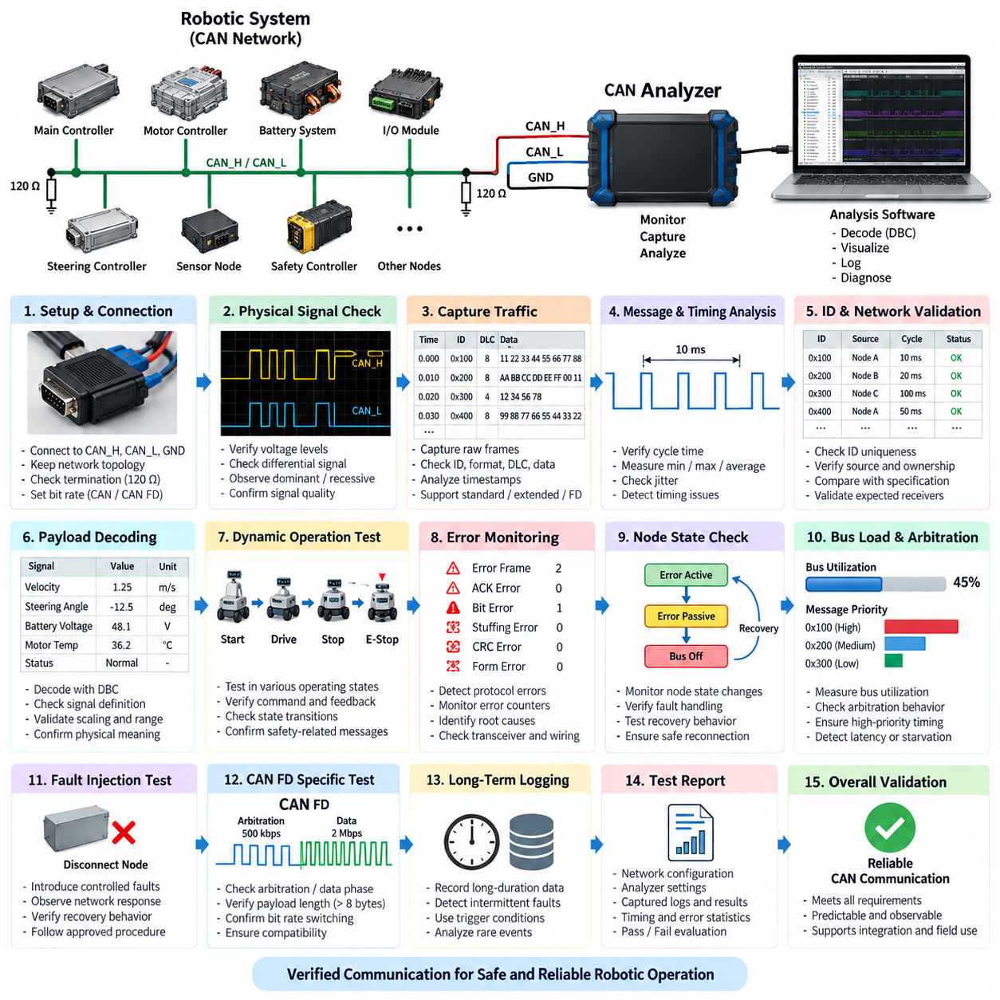 Robotic System
(CAN Network)
Main Controller
Motor Controller
Battery System
I/O Module
CAN_H / CAN_L
120 Ω
120 Ω
Steering Controller
Sensor Node
Safety Controller
Other Nodes
CAN_H
CAN_L
GND
CAN Analyzer
Monitor
Capture
Analyze
Analysis Software
- Decode (DBC)
- Visualize
- Log
- Diagnose
1. Setup & Connection
- Connect to CAN_H, CAN_L, GND
- Keep network topology
- Check termination (120 Ω)
- Set bit rate (CAN / CAN FD)
2. Physical Signal Check
CAN_H
CAN_L
- Verify voltage levels
- Check differential signal
- Observe dominant / recessive
- Confirm signal quality
3. Capture Traffic
Time ID DLC Data
0.000 0x100 8 11 22 33 44 55 66 77 88
0.010 0x200 8 AA BB CC DD EE FF 00 11
0.020 0x300 4 12 34 56 78
0.030 0x400 8 99 88 77 66 55 44 33 22
...
- Capture raw frames
- Check ID, format, DLC, data
- Analyze timestamps
- Support standard / extended / FD
4. Message & Timing Analysis
10 ms
- Verify cycle time
- Measure min / max / average
- Check jitter
- Detect timing issues
5. ID & Network Validation
ID Source Cycle Status
0x100 Node A 10 ms OK
0x200 Node B 20 ms OK
0x300 Node C 100 ms OK
0x400 Node A 50 ms OK
... ... ... ...
- Check ID uniqueness
- Verify source and ownership
- Compare with specification
- Validate expected receivers
6. Payload Decoding
Signal Value Unit
Velocity 1.25 m/s
Steering Angle -12.5 deg
Battery Voltage 48.1 V
Motor Temp 36.2 °C
Status Normal -
- Decode with DBC
- Check signal definition
- Validate scaling and range
- Confirm physical meaning
7. Dynamic Operation Test
Start
Drive
Stop
E-Stop
- Test in various operating states
- Verify command and feedback
- Check state transitions
- Confirm safety-related messages
8. Error Monitoring
Error Frame 2
ACK Error 0
Bit Error 1
Stuffing Error 0
CRC Error 0
Form Error 0
- Detect protocol errors
- Monitor error counters
- Identify root causes
- Check transceiver and wiring
9. Node State Check
Error Active
Error Passive
Bus Off
Recovery
- Monitor node state changes
- Verify fault handling
- Test recovery behavior
- Ensure safe reconnection
10. Bus Load & Arbitration
Bus Utilization
45%
Message Priority
0x100 (High)
0x200 (Medium)
0x300 (Low)
- Measure bus utilization
- Check arbitration behavior
- Ensure high-priority timing
- Detect latency or starvation
11. Fault Injection Test
Disconnect Node
- Introduce controlled faults
- Observe network response
- Verify recovery behavior
- Follow approved procedure
12. CAN FD Specific Test
CAN FD
Arbitration
500 kbps
Data
2 Mbps
- Check arbitration / data phase
- Verify payload length (> 8 bytes)
- Confirm bit rate switching
- Ensure compatibility
13. Long-Term Logging
- Record long-duration data
- Detect intermittent faults
- Use trigger conditions
- Analyze rare events
14. Test Report
- Network configuration
- Analyzer settings
- Captured logs and results
- Timing and error statistics
- Pass / Fail evaluation
15. Overall Validation
Reliable
CAN Communication
- Meets all requirements
- Predictable and observable
- Supports integration and field use
Verified Communication for Safe and Reliable Robotic Operation